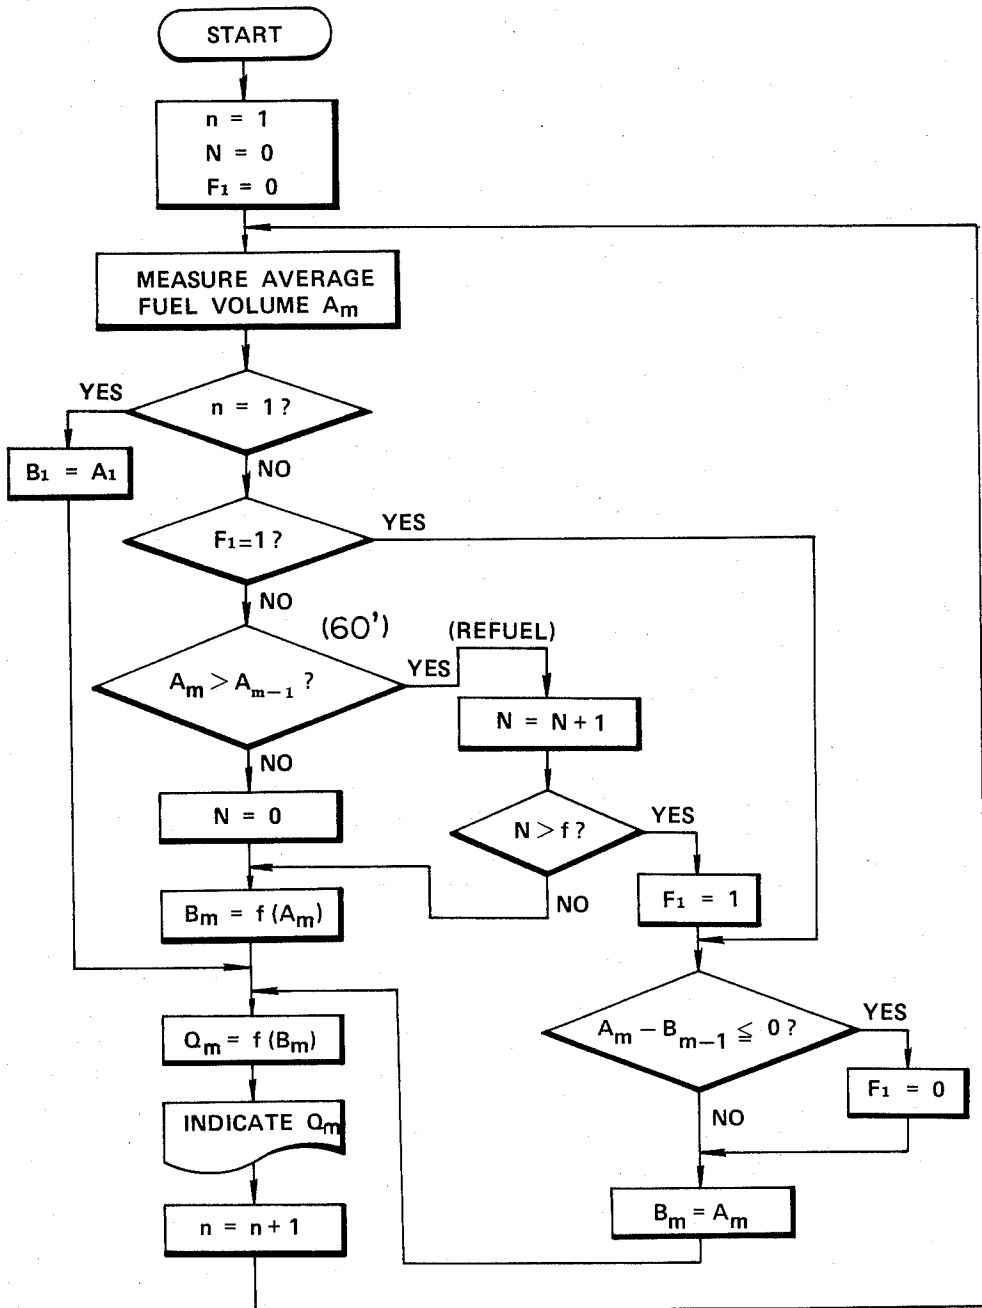 START
n = 1
N = 0
F₁ = 0
MEASURE AVERAGE
FUEL VOLUME Aₘ
YES
n = 1 ?
B₁ = A₁
NO
F₁=1 ?
YES
NO
(60')
(REFUEL)
Aₘ > Aₘ₋₁ ?
YES
N = N + 1
NO
N = 0
N > f ?
YES
NO
F₁ = 1
Bₘ = f (Aₘ)
Aₘ − Bₘ₋₁ ≦ 0 ?
YES
Qₘ = f (Bₘ)
F₁ = 0
INDICATE Qₘ
NO
Bₘ = Aₘ
n = n + 1